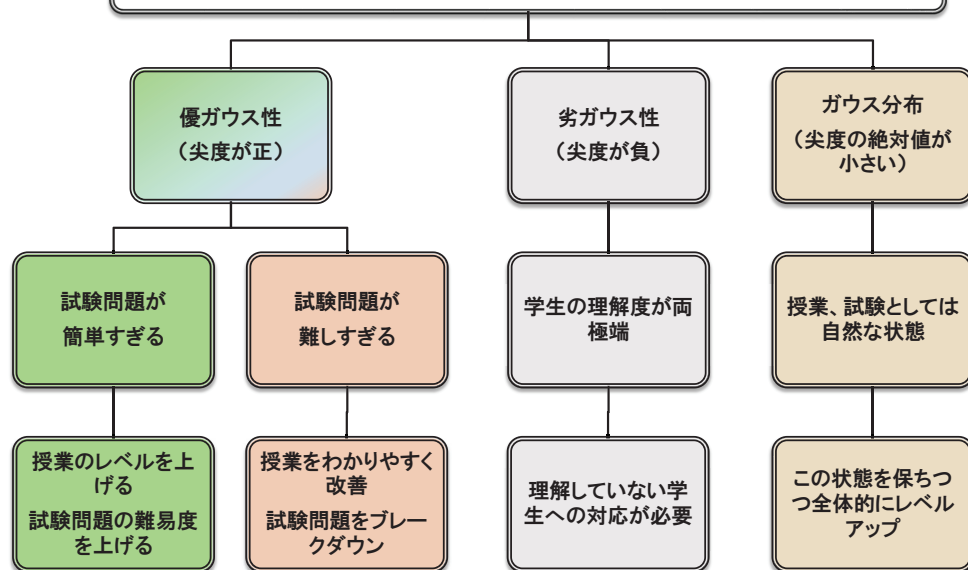 優ガウス性
（尖度が正）
劣ガウス性
（尖度が負）
ガウス分布
（尖度の絶対値が
小さい）
試験問題が
簡単すぎる
試験問題が
難しすぎる
学生の理解度が両
極端
授業、試験としては
自然な状態
授業のレベルを上
げる
試験問題の難易度
を上げる
授業をわかりやすく
改善
試験問題をブレー
クダウン
理解していない学
生への対応が必要
この状態を保ちつ
つ全体的にレベル
アップ